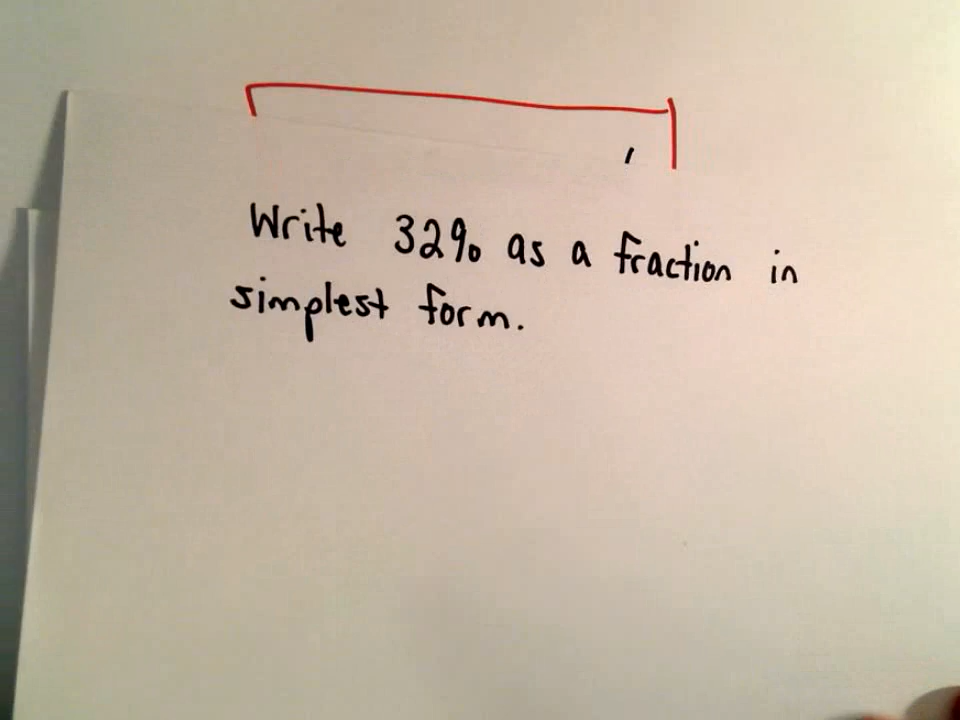 Write 32% as a fraction in
simplest form.